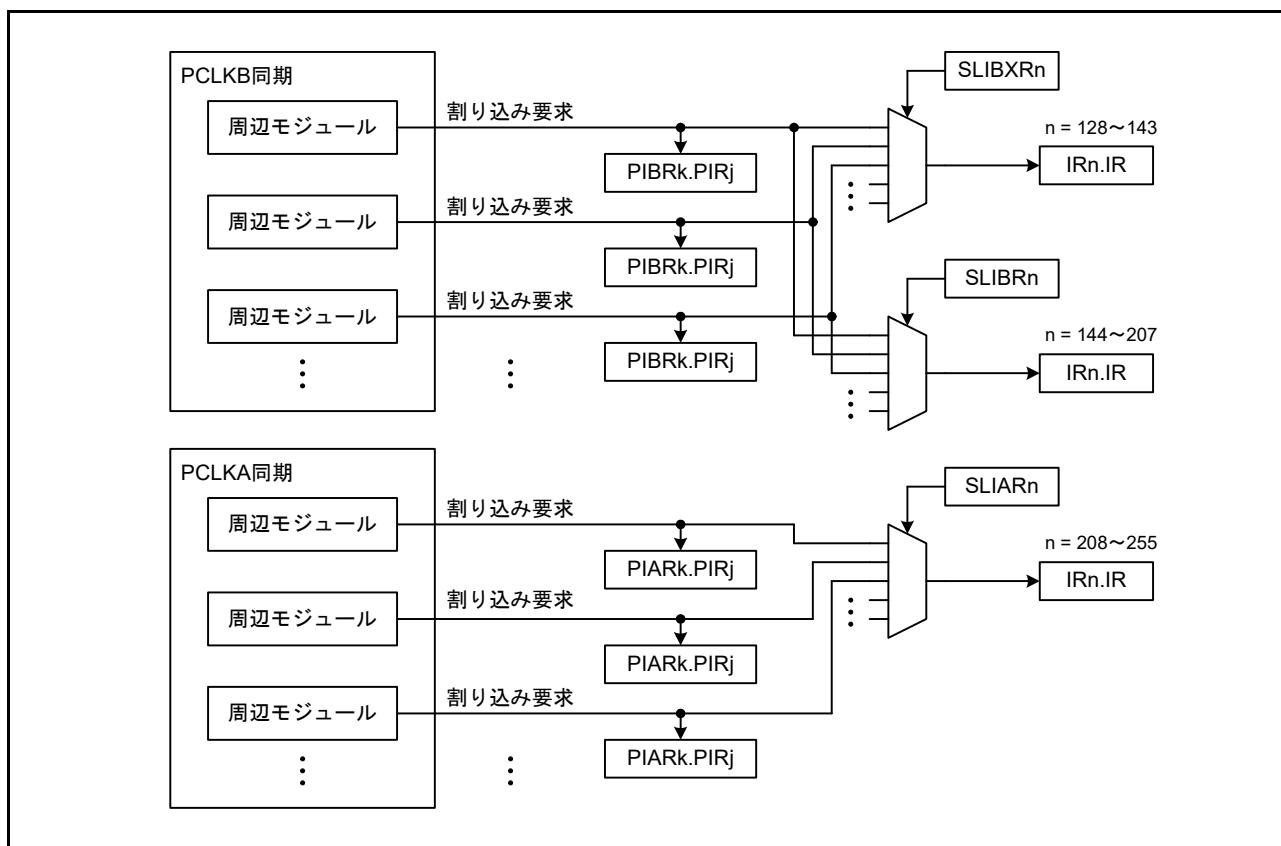 PCLKB同期
SLIBXRn
周辺モジュール
割り込み要求
n = 128～143
PIBRk.PIRj
IRn.IR
周辺モジュール
割り込み要求
PIBRk.PIRj
SLIBRn
周辺モジュール
割り込み要求
n = 144～207
PIBRk.PIRj
IRn.IR
PCLKA同期
SLIARn
周辺モジュール
割り込み要求
n = 208～255
PIARk.PIRj
IRn.IR
周辺モジュール
割り込み要求
PIARk.PIRj
周辺モジュール
割り込み要求
PIARk.PIRj